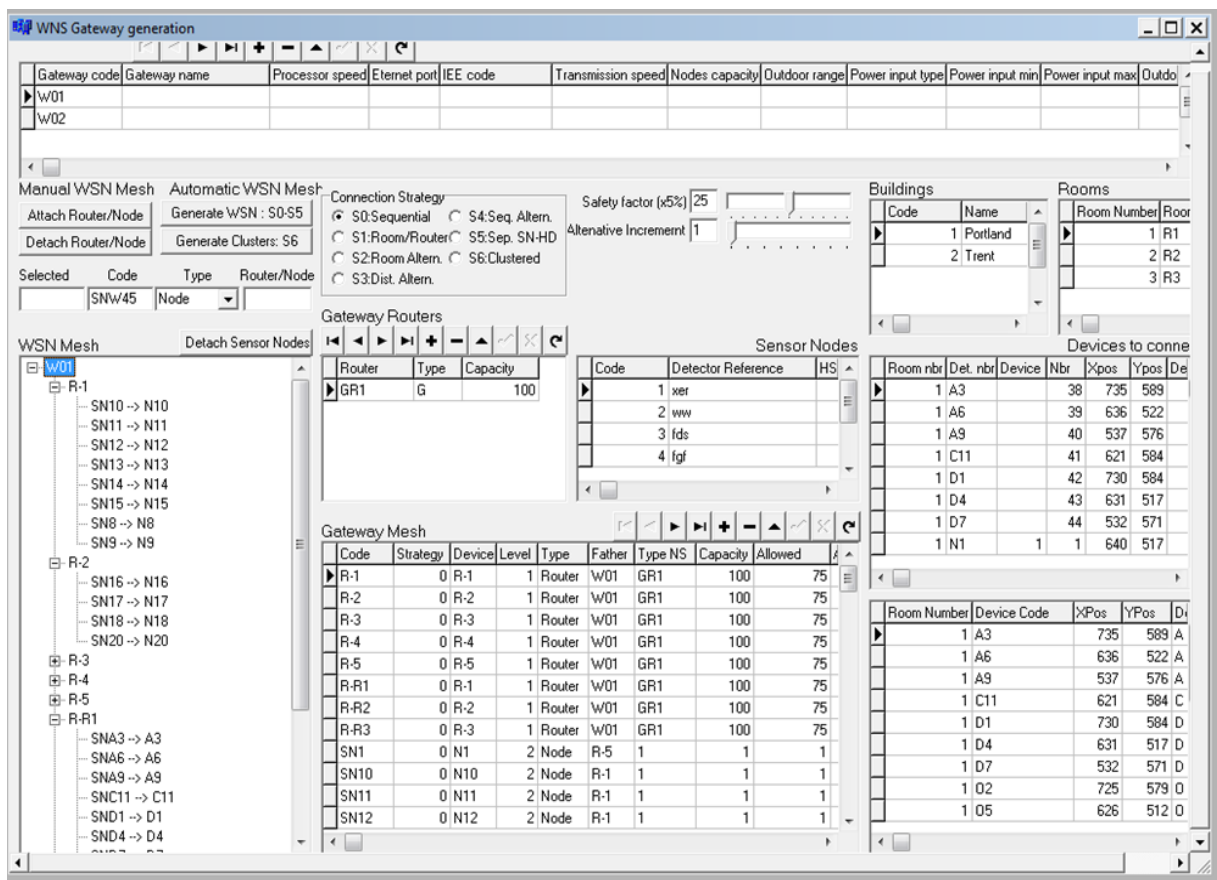 WNS Gateway generation
Gateway code Gateway name Processor speed Eternet port IEE code Transmission speed Nodes capacity Outdoor range Power input type Power input min Power input max Outdo
W01
W02
Manual WSN Mesh Automatic WSN Mesh
Attach Router/Node Generate WSN : S0-S5
Detach Router/Node Generate Clusters: S6
Selected Code Type Router/Node
SNW45 Node
Connection Strategy
S0:Sequential S4:Seq. Altern.
S1:Room/Router S5:Sep. SN-HD
S2:Room Altern. S6:Clustered
S3:Dist. Altern.
Safety factor (x5%) 25
Altenative Incrememt 1
Buildings
Code Name
1 Portland
2 Trent
Rooms
Room Number Roor
1 R1
2 R2
3 R3
WSN Mesh Detach Sensor Nodes
W01
R-1
SN10 --> N10
SN11 --> N11
SN12 --> N12
SN13 --> N13
SN14 --> N14
SN15 --> N15
SN8 --> N8
SN9 --> N9
R-2
SN16 --> N16
SN17 --> N17
SN18 --> N18
SN20 --> N20
R-3
R-4
R-5
R-R1
SNA3 --> A3
SNA6 --> A6
SNA9 --> A9
SNC11 --> C11
SND1 --> D1
SND4 --> D4
Gateway Routers
Router Type Capacity
GR1 G 100
Sensor Nodes
Code Detector Reference HS
1 xer
2 ww
3 fds
4 fgf
Gateway Mesh
Code Strategy Device Level Type Father Type NS Capacity Allowed
R-1 0 R-1 1 Router W01 GR1 100 75
R-2 0 R-2 1 Router W01 GR1 100 75
R-3 0 R-3 1 Router W01 GR1 100 75
R-4 0 R-4 1 Router W01 GR1 100 75
R-5 0 R-5 1 Router W01 GR1 100 75
R-R1 0 R-1 1 Router W01 GR1 100 75
R-R2 0 R-2 1 Router W01 GR1 100 75
R-R3 0 R-3 1 Router W01 GR1 100 75
SN1 0 N1 2 Node R-5 1 1 1
SN10 0 N10 2 Node R-1 1 1 1
SN11 0 N11 2 Node R-1 1 1 1
SN12 0 N12 2 Node R-1 1 1 1
Devices to conne
Room nbr Det. nbr Device Nbr Xpos Ypos De
1 A3 38 735 589
1 A6 39 636 522
1 A9 40 537 576
1 C11 41 621 584
1 D1 42 730 584
1 D4 43 631 517
1 D7 44 532 571
1 N1 1 1 640 517
Room Number Device Code XPos YPos De
1 A3 735 589 A
1 A6 636 522 A
1 A9 537 576 A
1 C11 621 584 C
1 D1 730 584 D
1 D4 631 517 D
1 D7 532 571 D
1 O2 725 579 O
1 O5 626 512 O